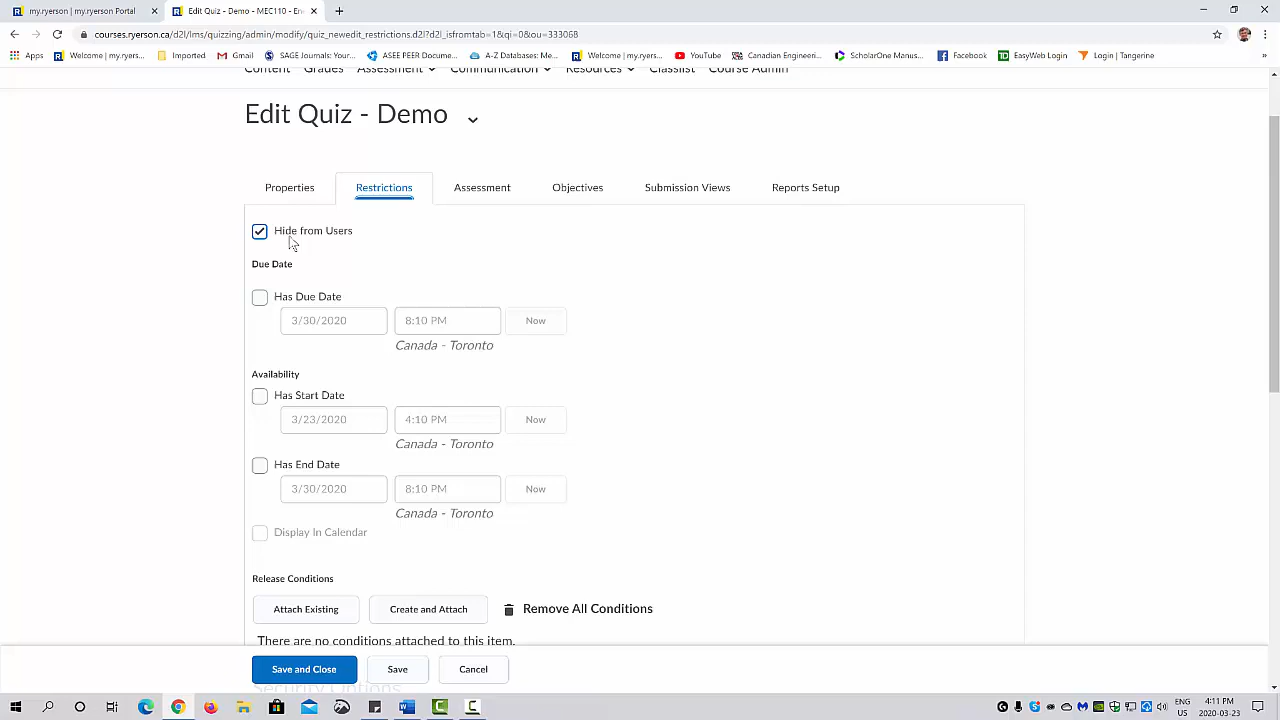 my.ryerson | my.ryerson Portal
Edit Quiz - Demo - MEC110 - En
courses.ryerson.ca/d2l/lms/quizzing/admin/modify/quiz_newedit_restrictions.d2l?d2l_isfromtab=1&qi=0&ou=333068
Apps Welcome | my.ryers... Imported Gmail SAGE Journals: Your... ASEE PEER Docume... A-Z Databases: Me... Welcome | my.ryers... YouTube Canadian Engineeri... ScholarOne Manus... Facebook EasyWeb Login Login | Tangerine »
Content Grades Assessment Communication Resources Classlist Course Admin
Edit Quiz - Demo
Properties Restrictions Assessment Objectives Submission Views Reports Setup
Hide from Users
Due Date
Has Due Date
3/30/2020 8:10 PM Now
Canada - Toronto
Availability
Has Start Date
3/23/2020 4:10 PM Now
Canada - Toronto
Has End Date
3/30/2020 8:10 PM Now
Canada - Toronto
Display In Calendar
Release Conditions
Attach Existing Create and Attach Remove All Conditions
There are no conditions attached to this item.
Save and Close Save Cancel
Security Options
ENG 4:11 PM
US 2020-03-23